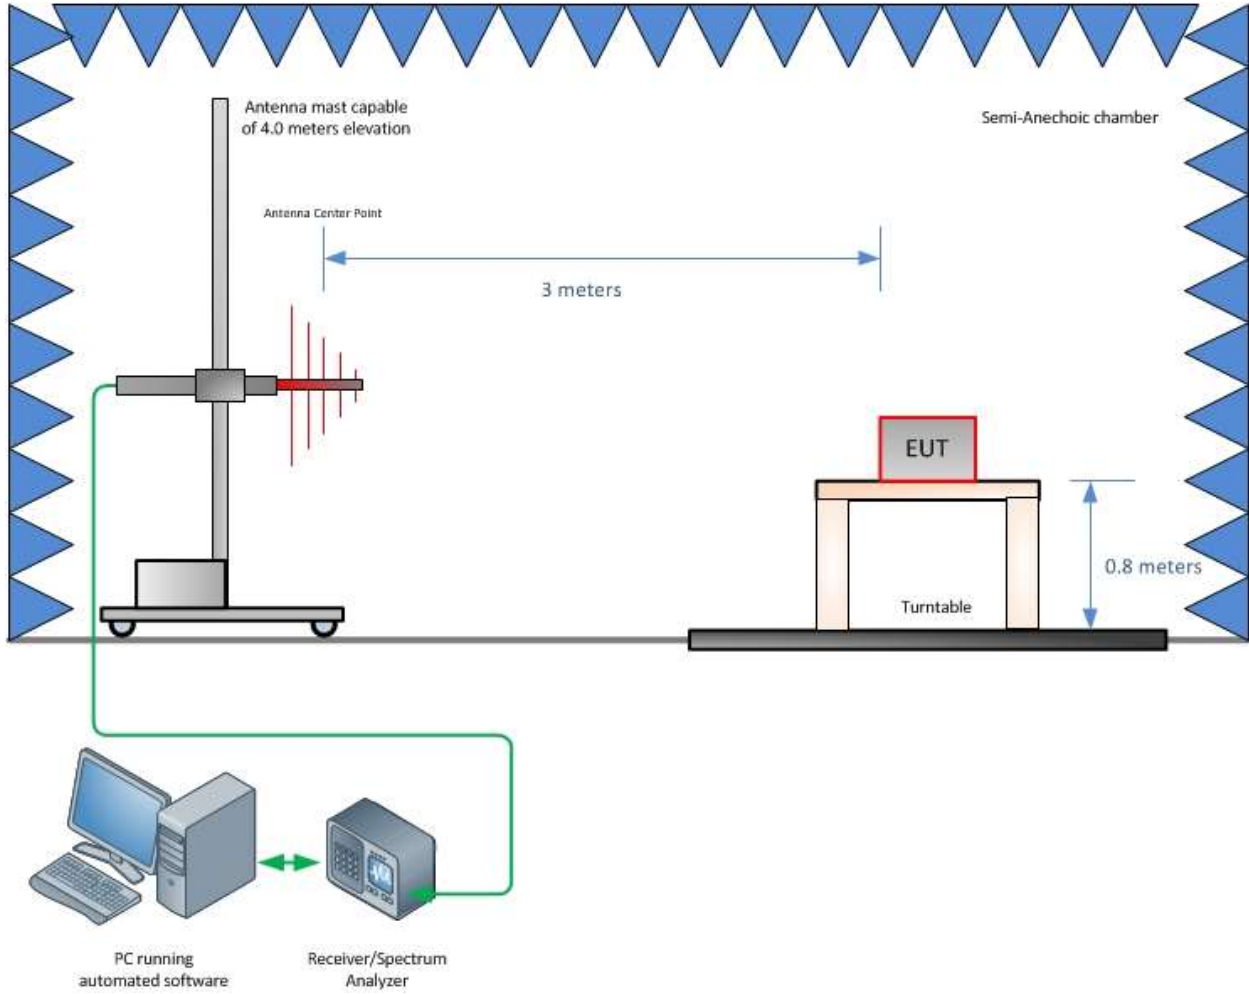 Antenna mast capable
of 4.0 meters elevation
Semi-Anechoic chamber
Antenna Center Point
3 meters
EUT
0.8 meters
Turntable
PC running
automated software
Receiver/Spectrum
Analyzer